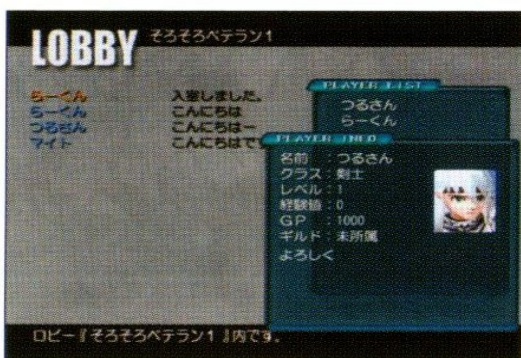 LOBBY そろそろベテラン1
らーくん 入室しました。
らーくん こんにちは
つるさん こんにちはー
マイト こんにちはで
PLAYER LIST
つるさん
らーくん
PLAYER INFO
名前 :つるさん
クラス:剣士
レベル:1
経験値:0
GP :1000
ギルド:未所属
よろしく
ロビー『そろそろベテラン1 』内です。